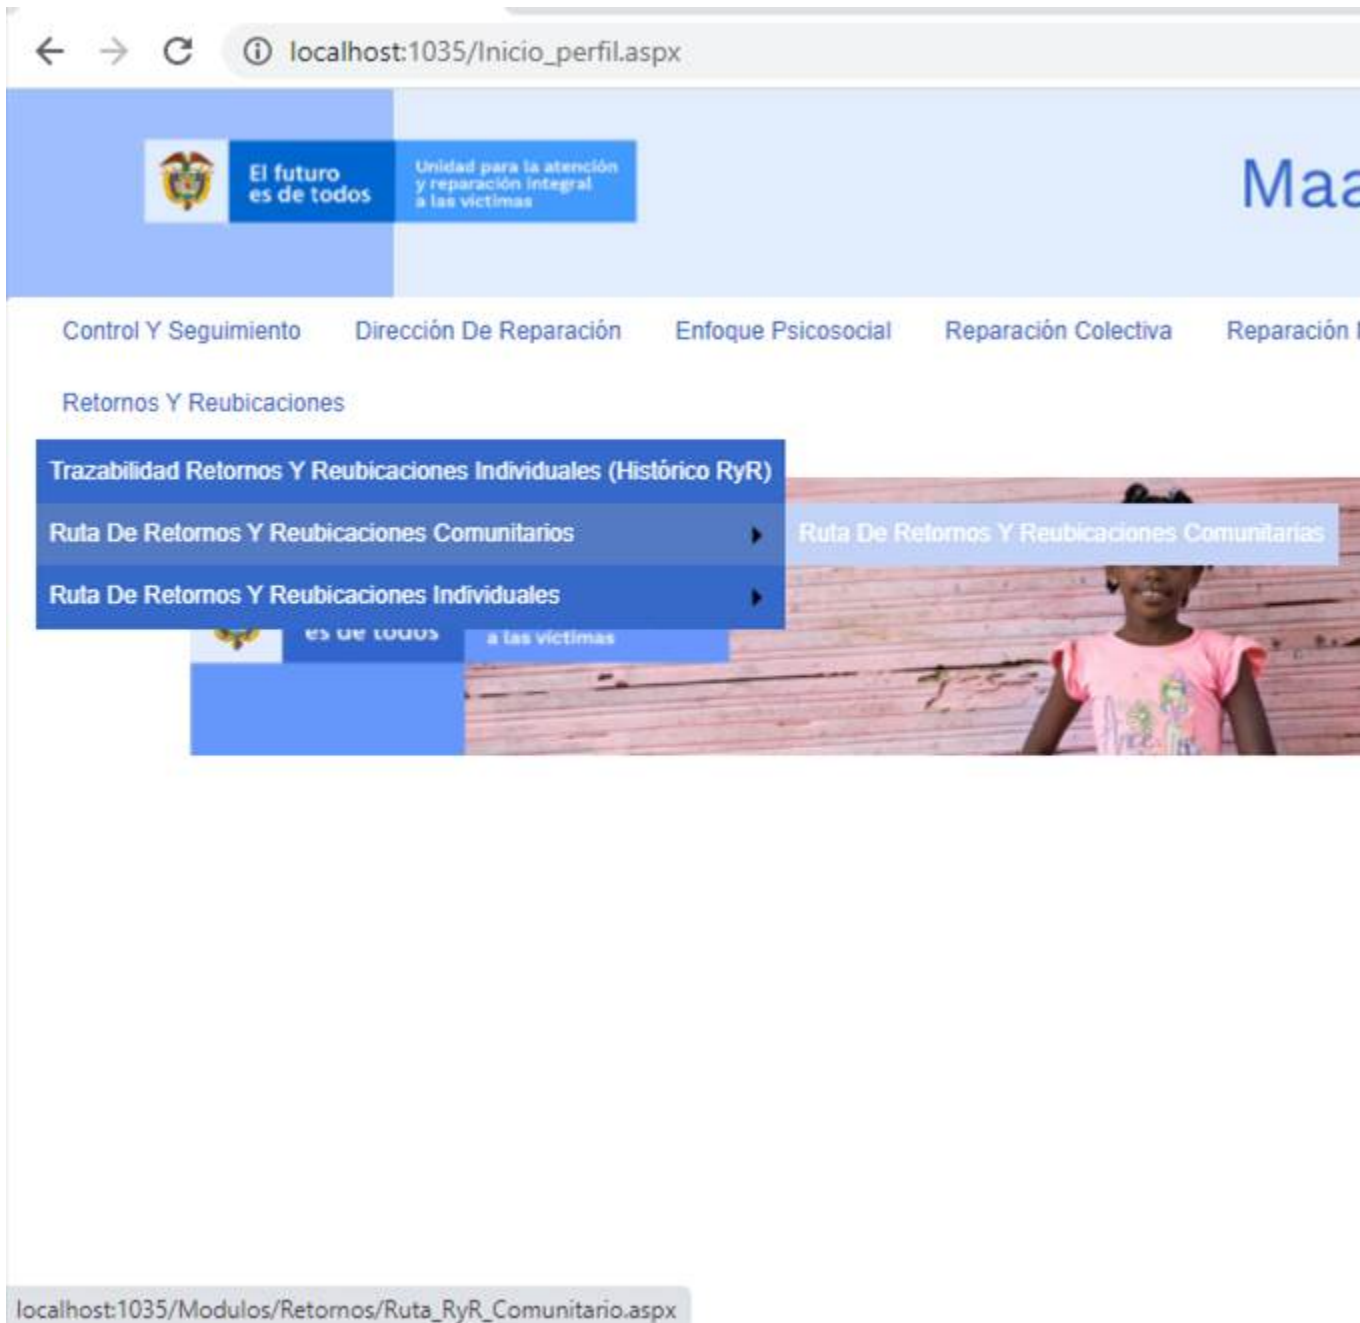 localhost:1035/Inicio_perfil.aspx
El futuro
es de todos
Unidad para la atención
y reparación integral
a las víctimas
Maa
Control Y Seguimiento Dirección De Reparación Enfoque Psicosocial Reparación Colectiva Reparación
Retornos Y Reubicaciones
Trazabilidad Retornos Y Reubicaciones Individuales (Histórico RyR)
Ruta De Retornos Y Reubicaciones Comunitarios
Ruta De Retornos Y Reubicaciones Comunitarias
Ruta De Retornos Y Reubicaciones Individuales
es de todos
a las víctimas
localhost:1035/Modulos/Retornos/Ruta_RyR_Comunitario.aspx